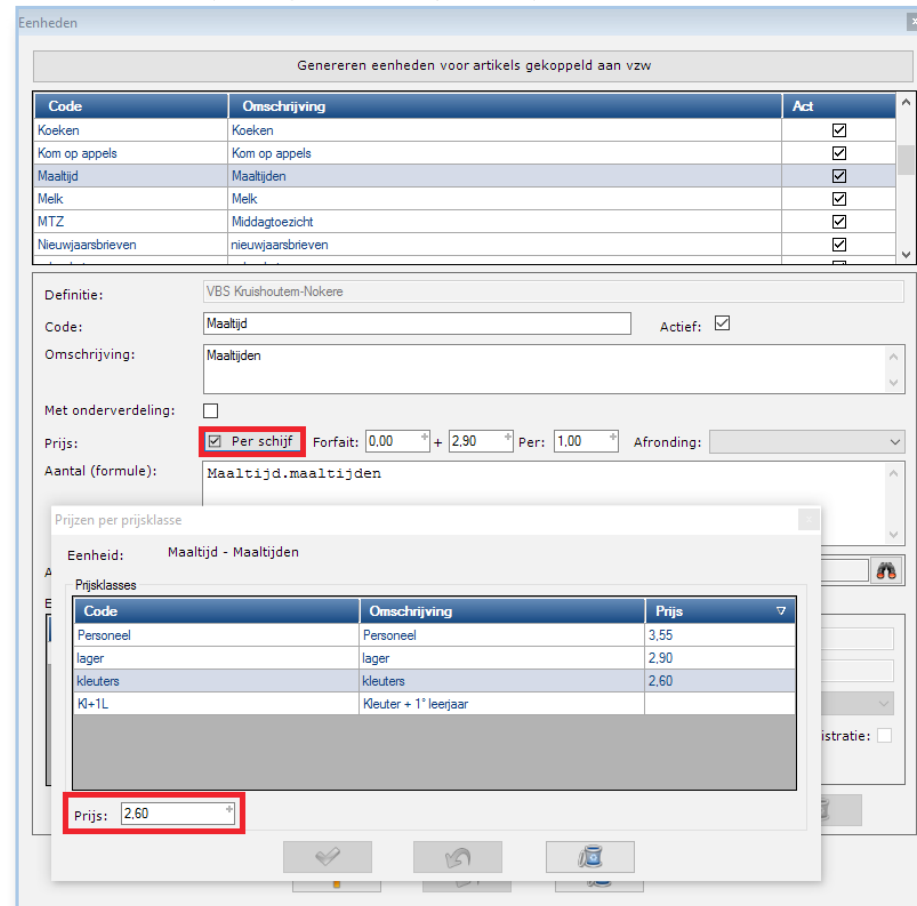 Eenheden
Genereren eenheden voor artikels gekoppeld aan vzw
Code Omschrijving Act
Koeken Koeken
Kom op appels Kom op appels
Maaltijd Maaltijden
Melk Melk
MTZ Middagtoezicht
Nieuwjaarsbrieven nieuwjaarsbrieven
Definitie: VBS Kruishoutem-Nokere
Code: Maaltijd Actief:
Omschrijving: Maaltijden
Met onderverdeling:
Prijs: Per schijf Forfait: 0,00 + 2,90 Per: 1,00 Afronding:
Aantal (formule): Maaltijd.maaltijden
Prijzen per prijsklasse
Eenheid: Maaltijd - Maaltijden
A
Prijsklasses
E
Code Omschrijving Prijs
Personeel Personeel 3,55
lager lager 2,90
kleuters kleuters 2,60
Kl+1L Kleuter + 1° leerjaar
istratie:
Prijs: 2,60